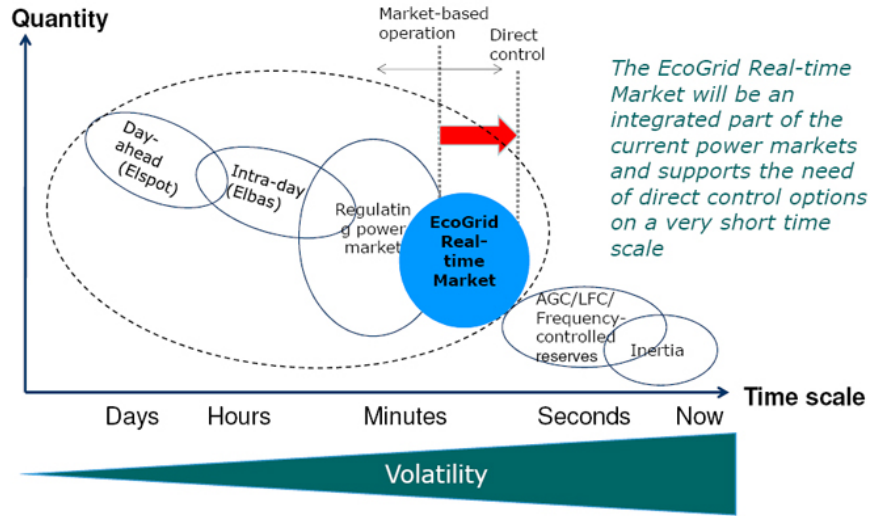 Quantity
Market-based
operation
Direct
control
The EcoGrid Real-time
Market will be an
integrated part of the
current power markets
and supports the need
of direct control options
on a very short time
scale
Day-
ahead
(Elspot)
Intra-day
(Elbas)
Regulatin
g power
market
EcoGrid
Real-
time
Market
AGC/LFC/
Frequency-
controlled
reserves
Inertia
Time scale
Days
Hours
Minutes
Seconds
Now
Volatility